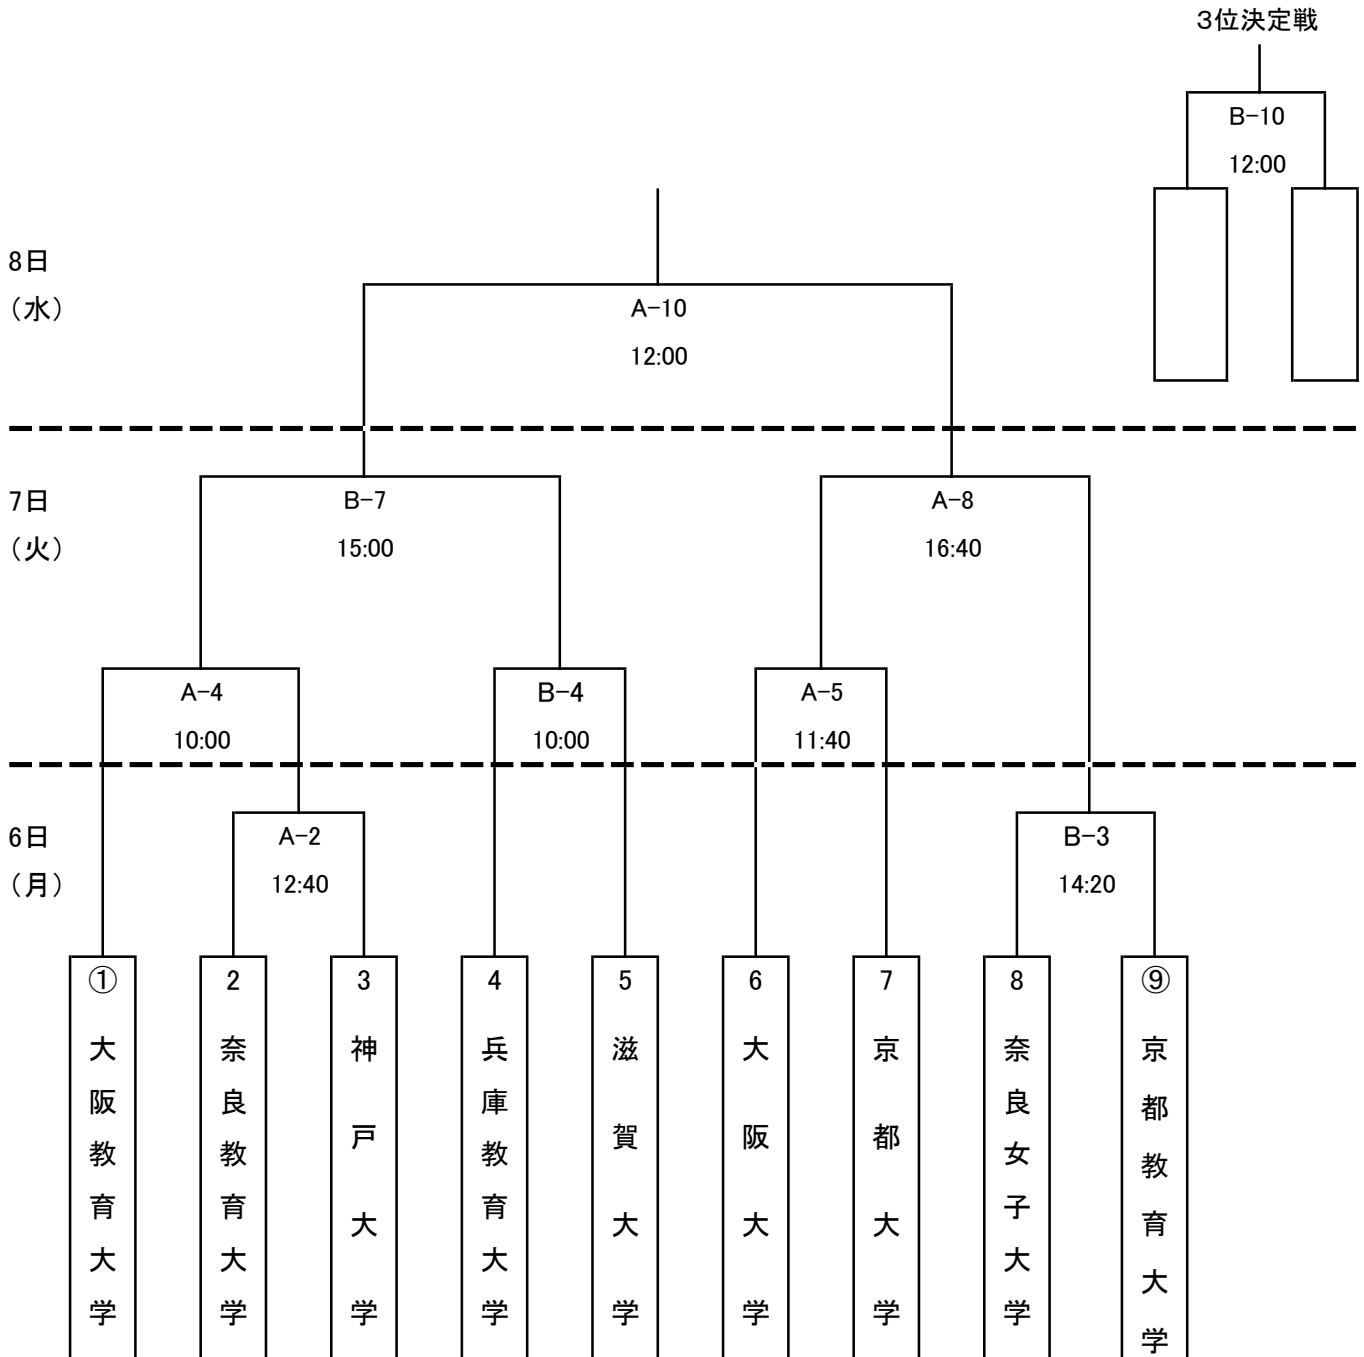 3位決定戦
B-10
12:00
8日
（水）
A-10
12:00
7日
（火）
B-7
15:00
A-8
16:40
A-4
10:00
B-4
10:00
A-5
11:40
6日
（月）
A-2
12:40
B-3
14:20
①
大阪教育大学
2
奈良教育大学
3
神戸大学
4
兵庫教育大学
5
滋賀大学
6
大阪大学
7
京都大学
8
奈良女子大学
⑨
京都教育大学